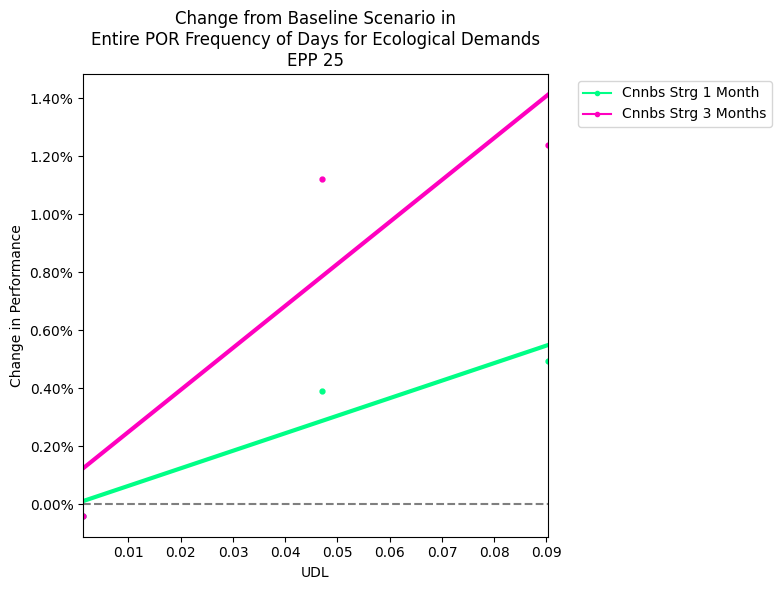 Change from Baseline Scenario in
Entire POR Frequency of Days for Ecological Demands
EPP 25
Cnnbs Strg 1 Month
Cnnbs Strg 3 Months
Change in Performance
1.40%
1.20%
1.00%
0.80%
0.60%
0.40%
0.20%
0.00%
0.01 0.02 0.03 0.04 0.05 0.06 0.07 0.08 0.09
UDL